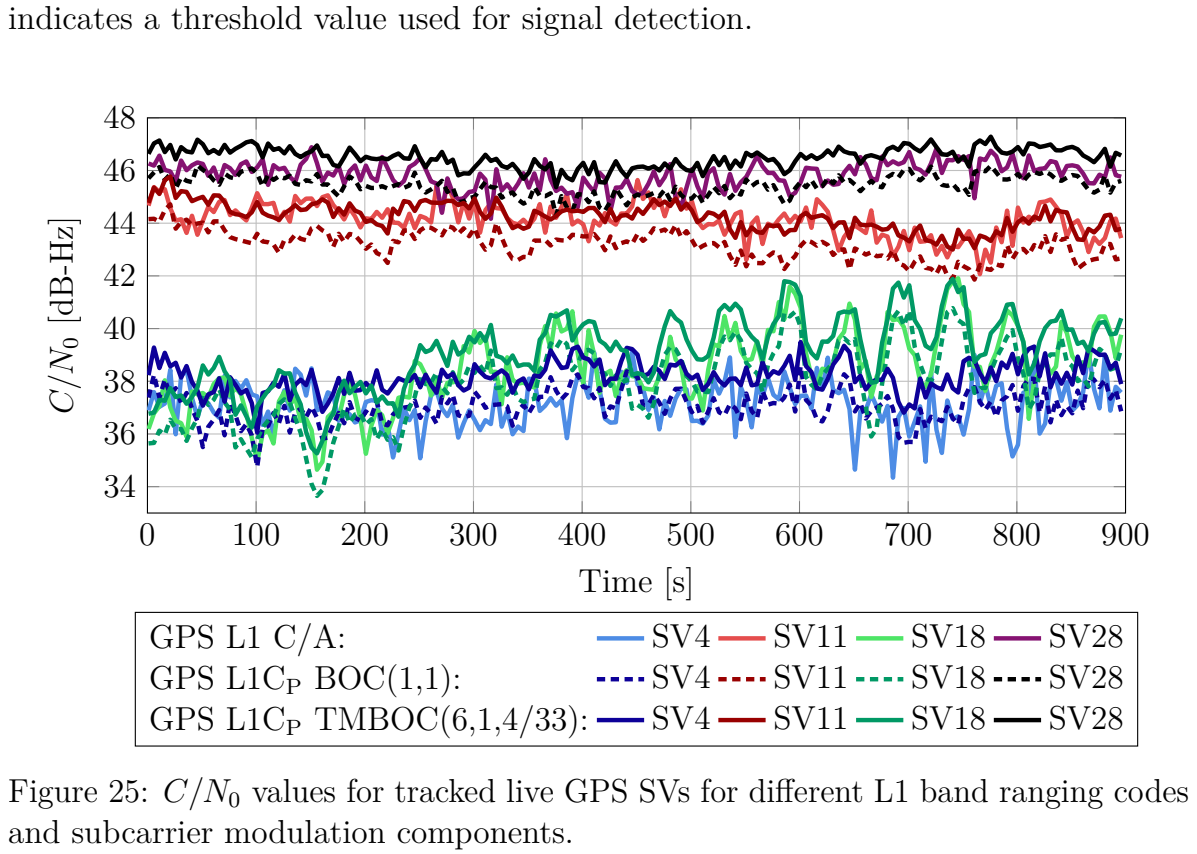 indicates a threshold value used for signal detection.
48
46
44
42
40
38
36
34
C/N₀ [dB-Hz]
0 100 200 300 400 500 600 700 800 900
Time [s]
GPS L1 C/A: SV4 SV11 SV18 SV28
GPS L1C_P BOC(1,1): SV4 SV11 SV18 SV28
GPS L1C_P TMBOC(6,1,4/33): SV4 SV11 SV18 SV28
Figure 25: C/N₀ values for tracked live GPS SVs for different L1 band ranging codes
and subcarrier modulation components.